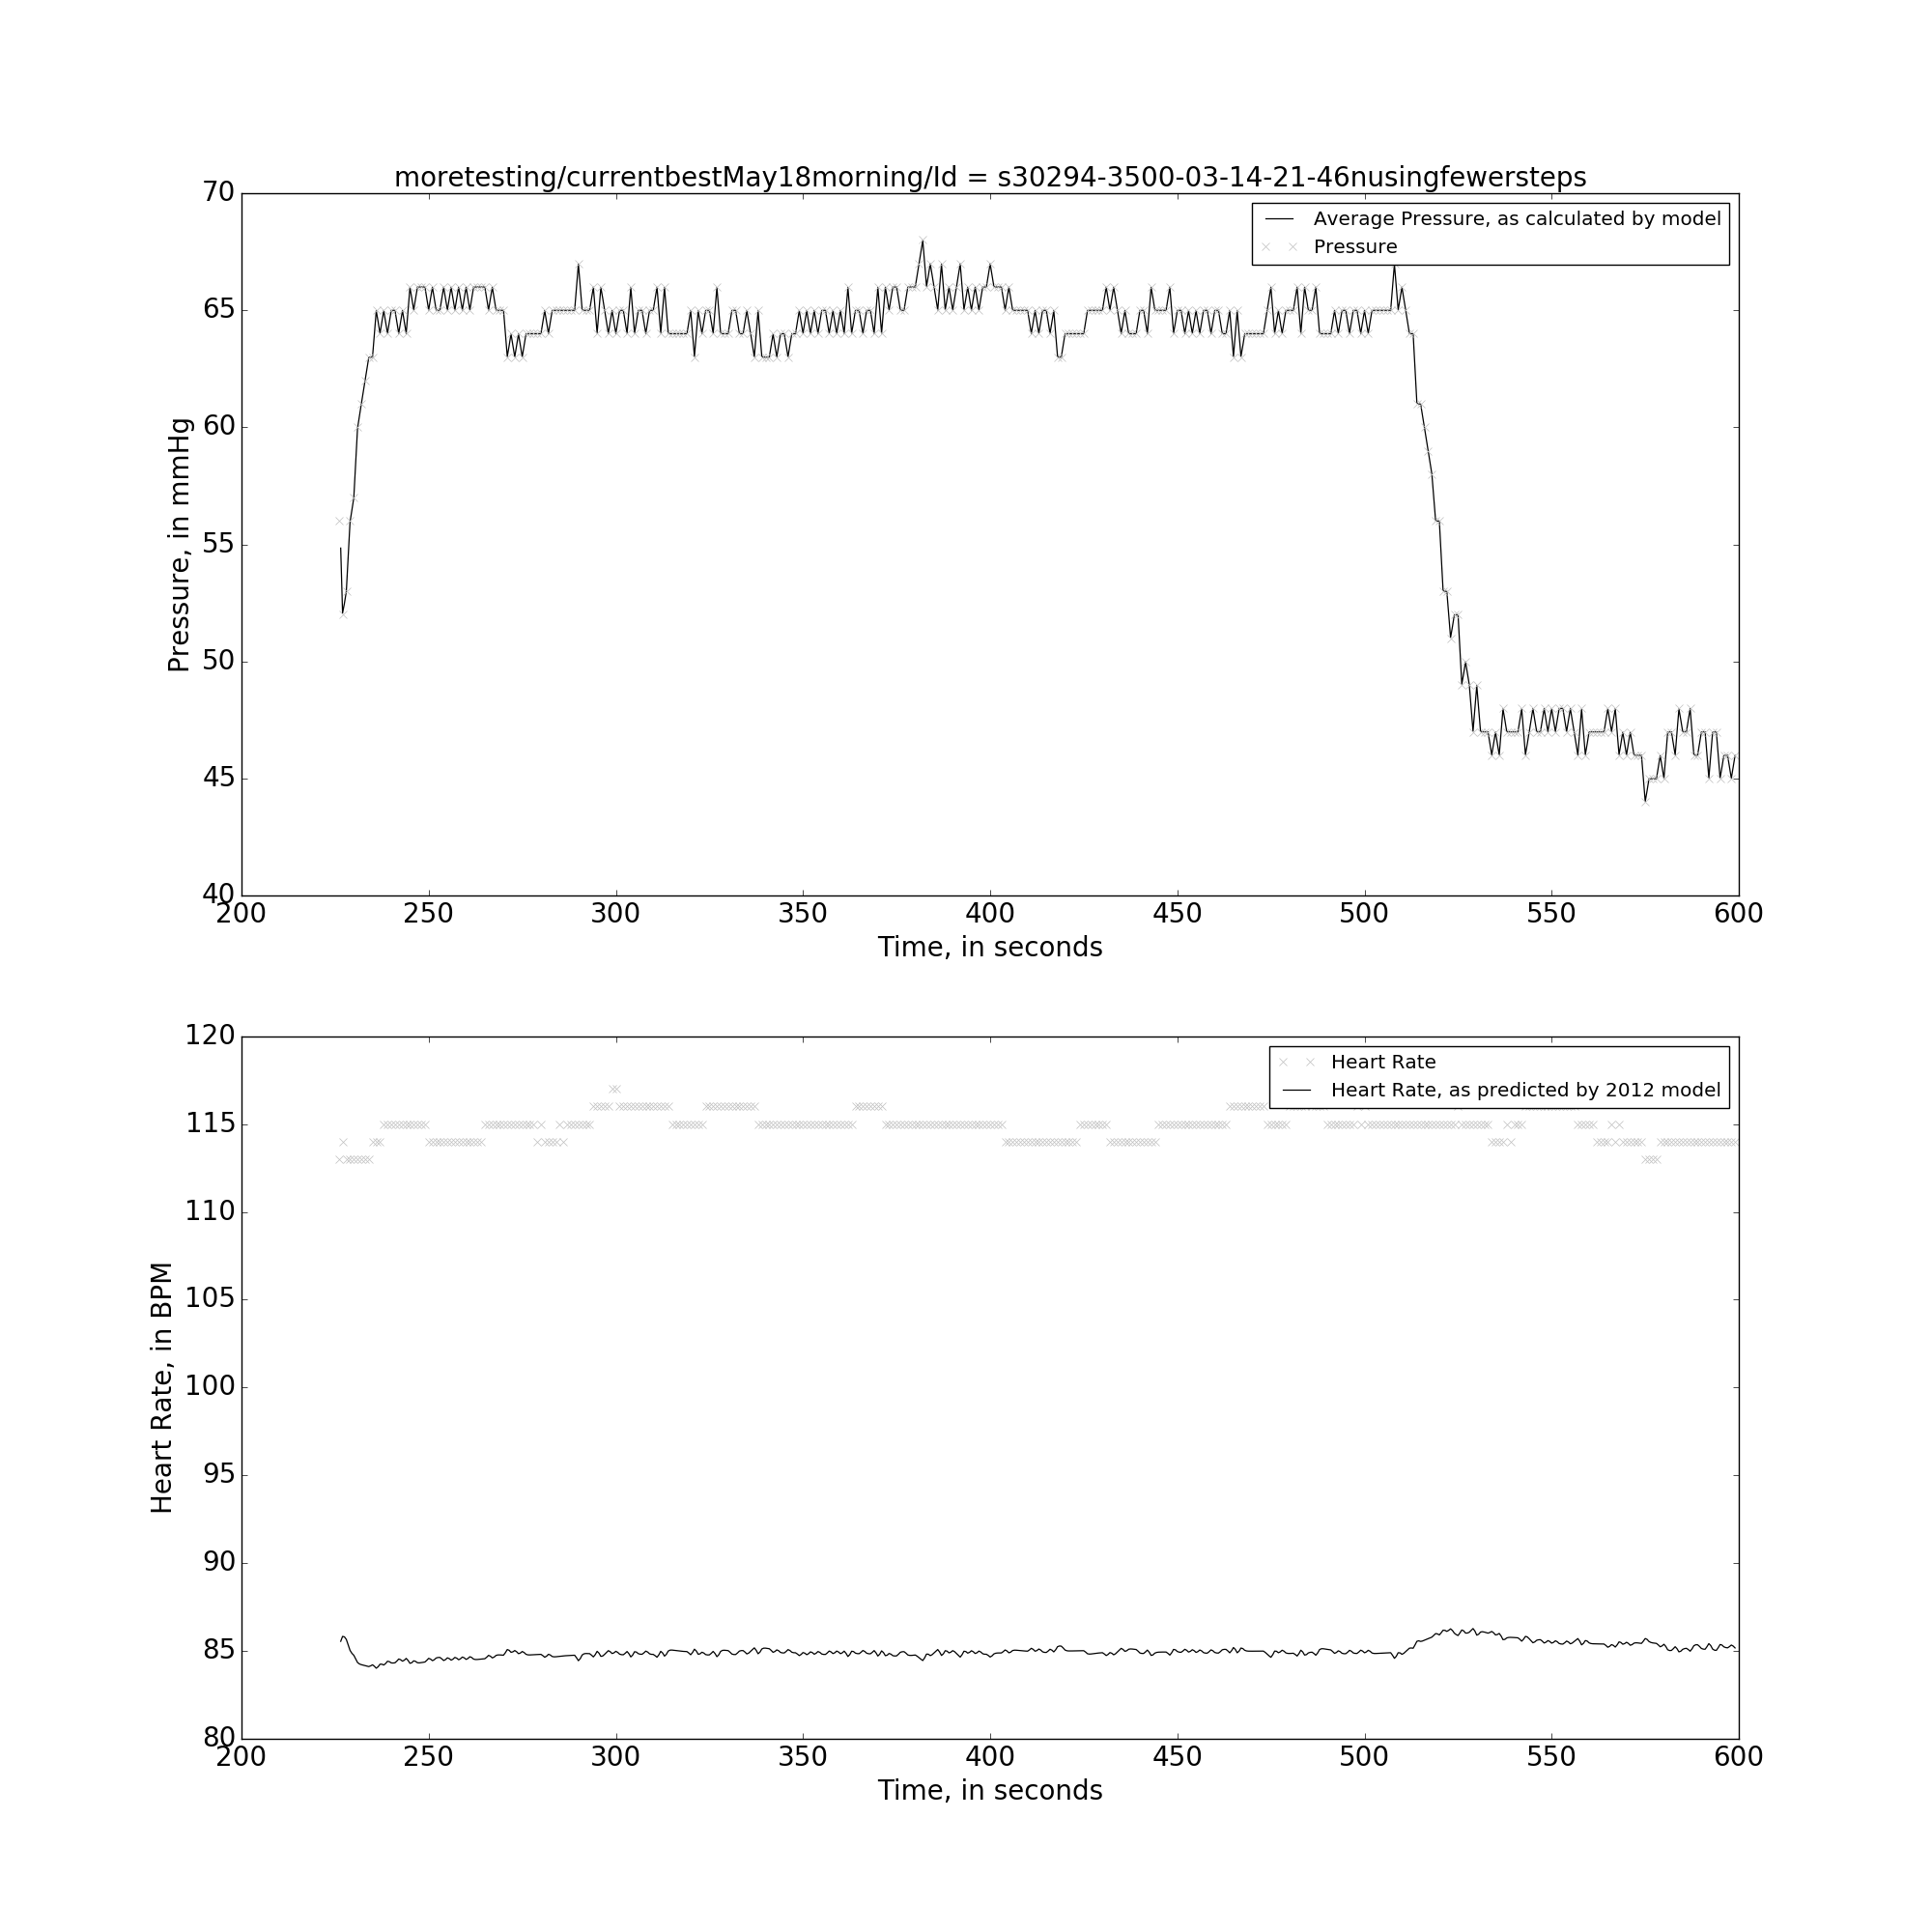 moretesting/currentbestMay18morning/Id = s30294-3500-03-14-21-46nusingfewersteps
Average Pressure, as calculated by model
Pressure
70
65
60
55
50
45
40
Pressure, in mmHg
200 250 300 350 400 450 500 550 600
Time, in seconds
Heart Rate
Heart Rate, as predicted by 2012 model
120
115
110
105
100
95
90
85
80
Heart Rate, in BPM
200 250 300 350 400 450 500 550 600
Time, in seconds